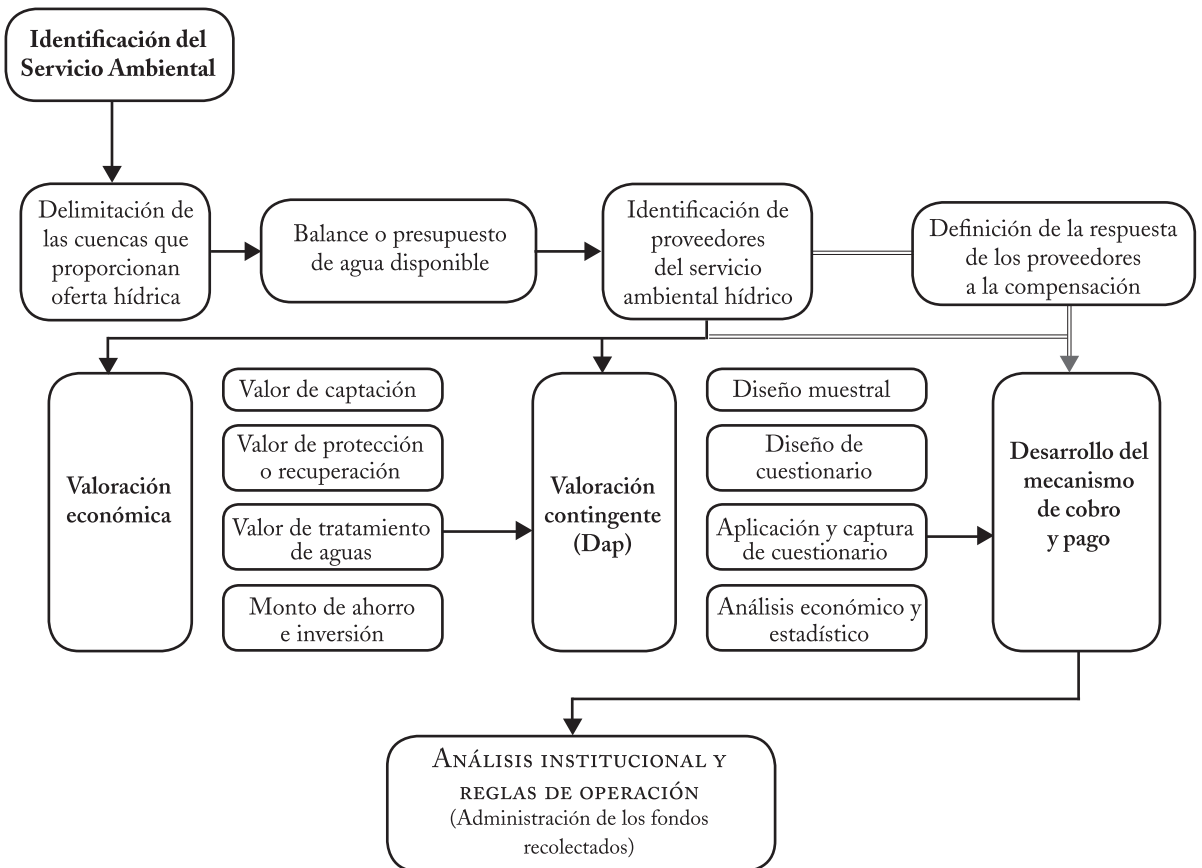 Identificación del
Servicio Ambiental
Delimitación de
las cuencas que
proporcionan
oferta hídrica
Balance o presupuesto
de agua disponible
Identificación de
proveedores
del servicio
ambiental hídrico
Definición de la respuesta
de los proveedores
a la compensación
Valoración
económica
Valor de captación
Valor de protección
o recuperación
Valor de tratamiento
de aguas
Monto de ahorro
e inversión
Valoración
contingente
(Dap)
Diseño muestral
Diseño de
cuestionario
Aplicación y captura
de cuestionario
Análisis económico y
estadístico
Desarrollo del
mecanismo
de cobro
y pago
Análisis institucional y
reglas de operación
(Administración de los fondos
recolectados)